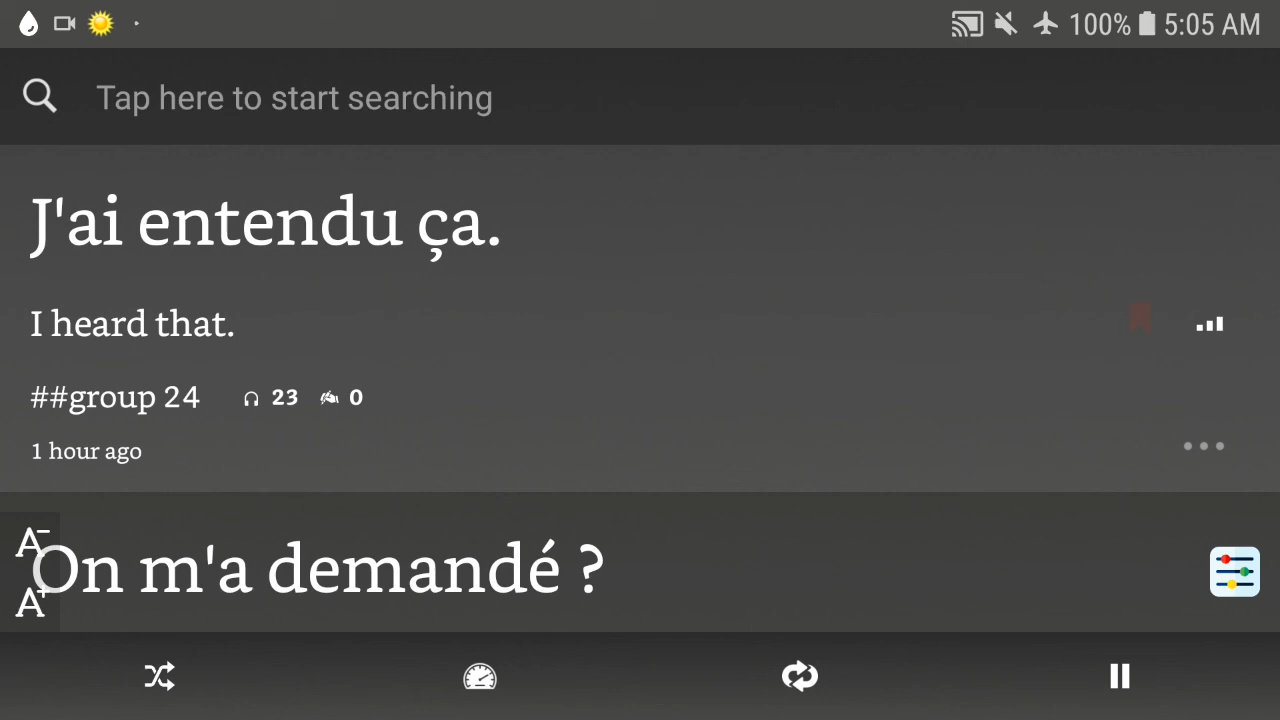 100% 5:05 AM
Tap here to start searching
J'ai entendu ça.
I heard that.
##group 24 23 0
1 hour ago
A-
On m'a demandé ?
A+